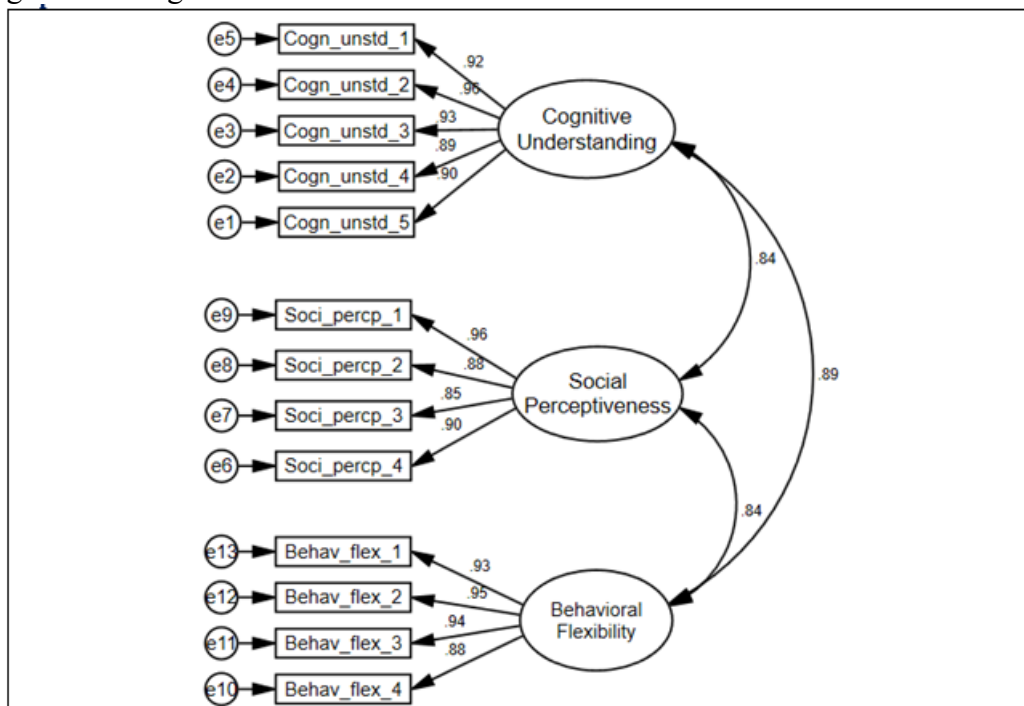 e5 Cogn_unstd_1
.92
e4 Cogn_unstd_2
.96
e3 Cogn_unstd_3
.93
e2 Cogn_unstd_4
.89
e1 Cogn_unstd_5
.90
Cognitive
Understanding
.84
e9 Soci_percp_1
.96
e8 Soci_percp_2
.88
e7 Soci_percp_3
.85
e6 Soci_percp_4
.90
Social
Perceptiveness
.89
.84
e13 Behav_flex_1
.93
e12 Behav_flex_2
.95
e11 Behav_flex_3
.94
e10 Behav_flex_4
.88
Behavioral
Flexibility